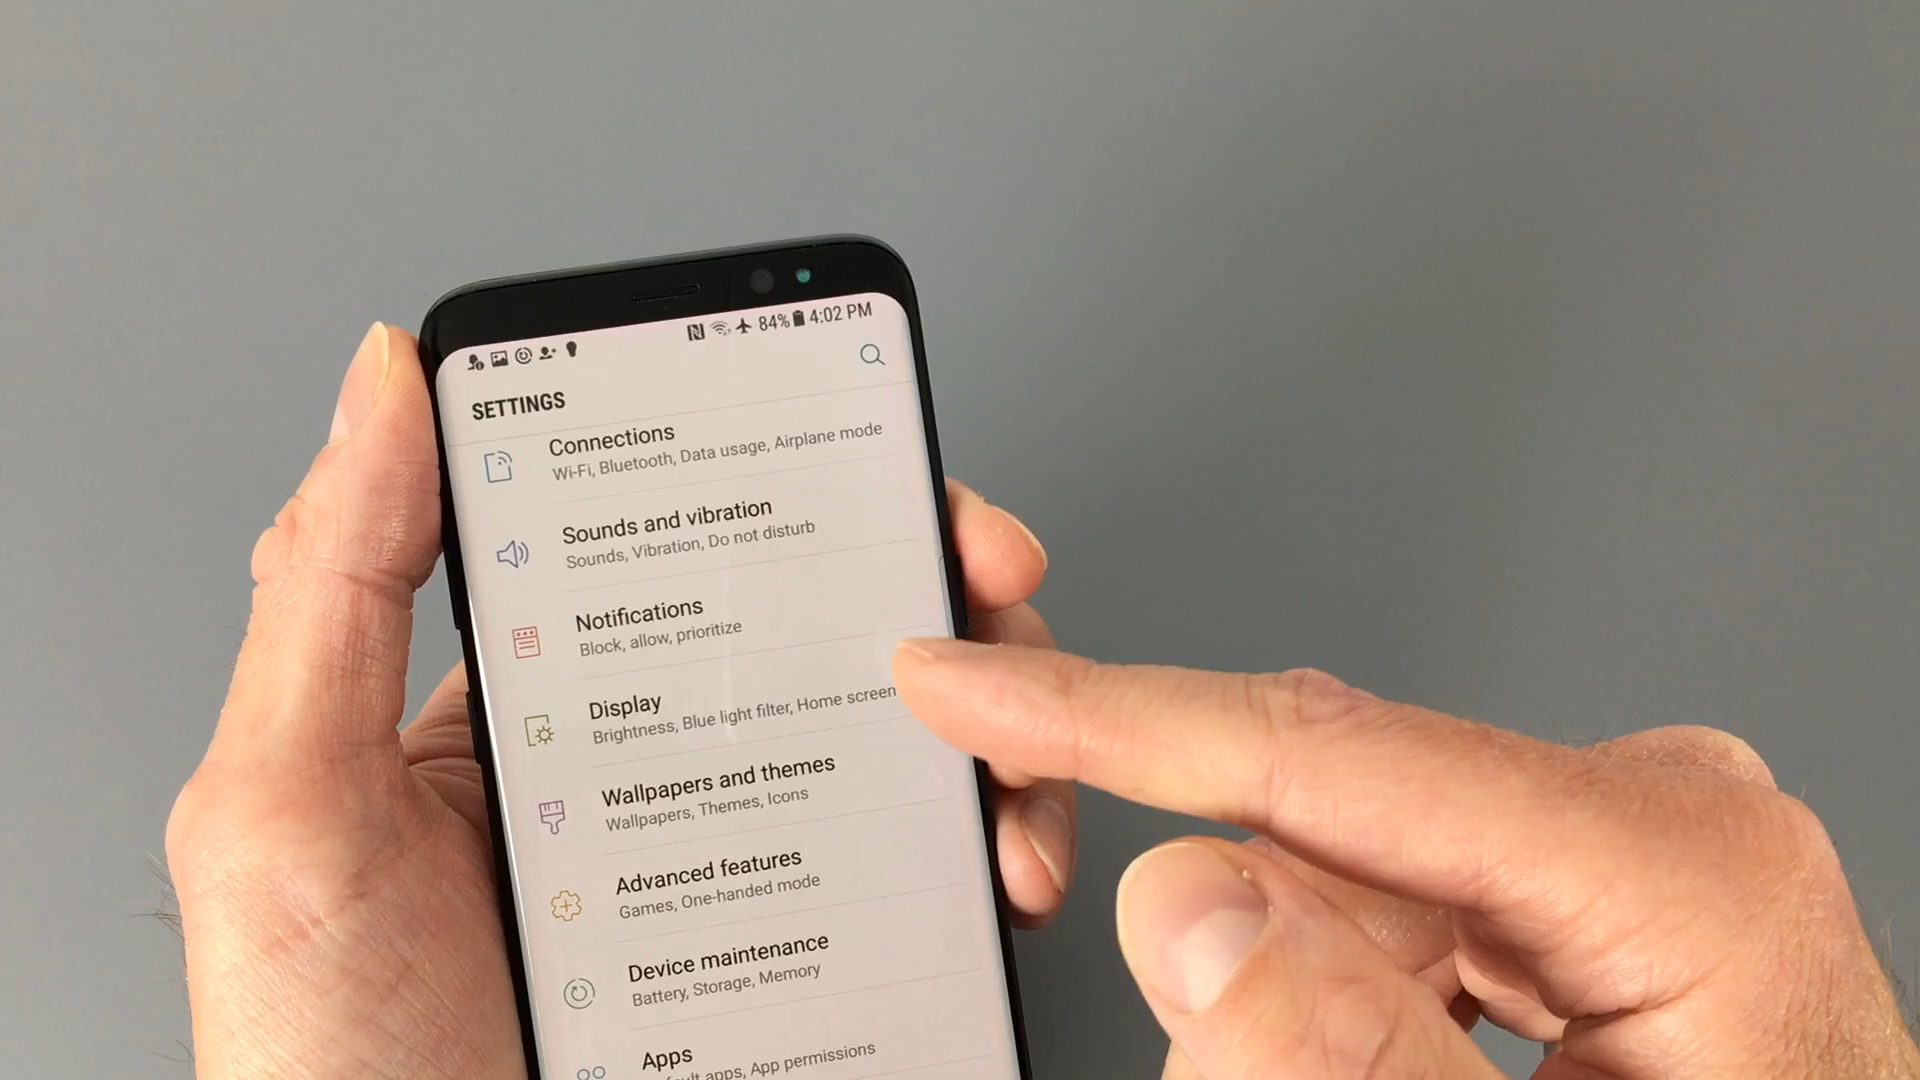 84% 4:02 PM
SETTINGS
Connections
Wi-Fi, Bluetooth, Data usage, Airplane mode
Sounds and vibration
Sounds, Vibration, Do not disturb
Notifications
Block, allow, prioritize
Display
Brightness, Blue light filter, Home screen
Wallpapers and themes
Wallpapers, Themes, Icons
Advanced features
Games, One-handed mode
Device maintenance
Battery, Storage, Memory
Apps
apps, App permissions